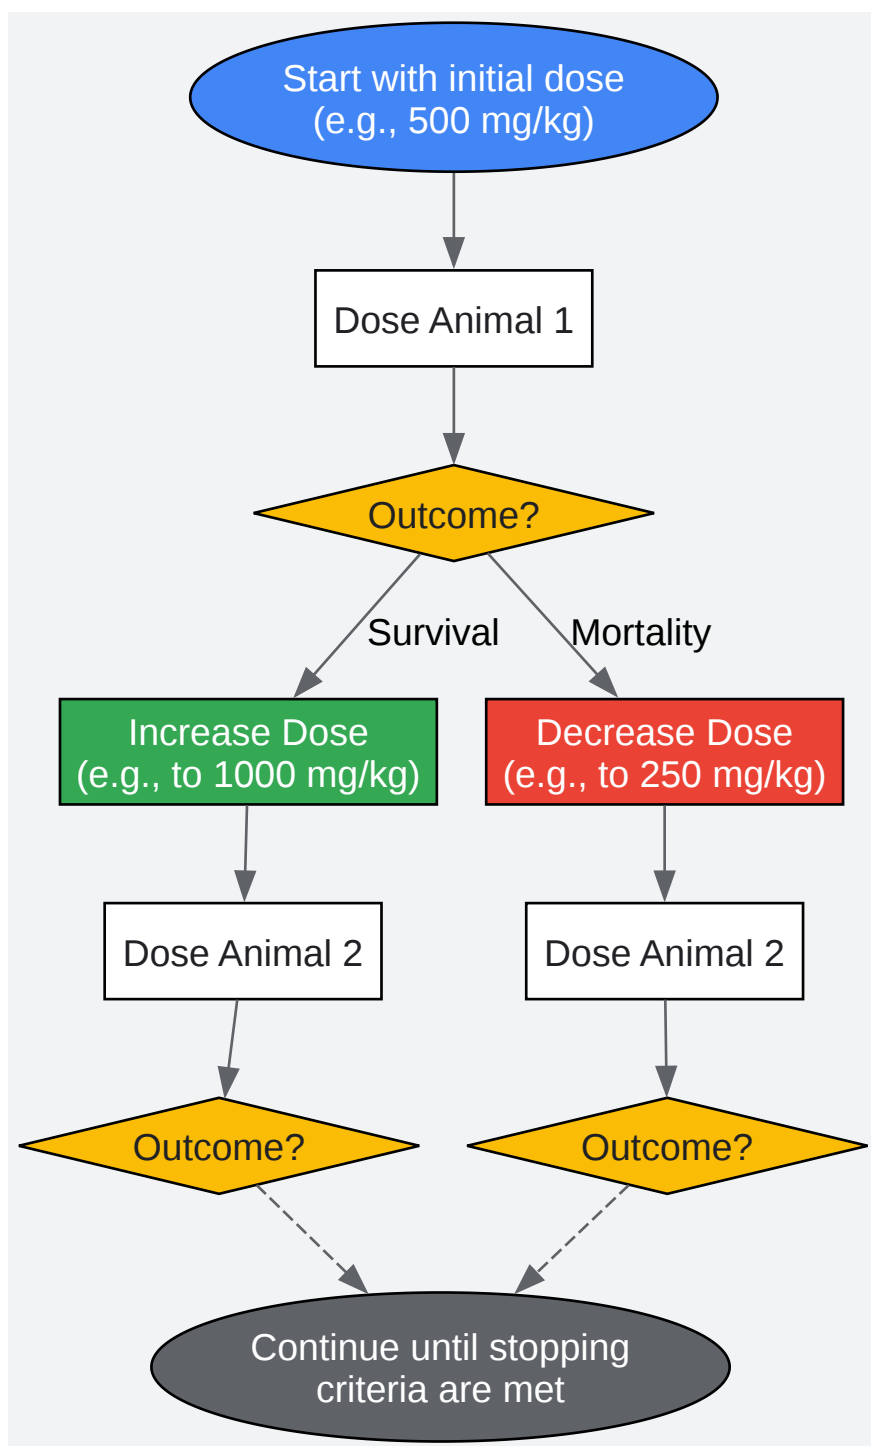 Start with initial dose
(e.g., 500 mg/kg)
Dose Animal 1
Outcome?
Survival
Mortality
Increase Dose
(e.g., to 1000 mg/kg)
Decrease Dose
(e.g., to 250 mg/kg)
Dose Animal 2
Dose Animal 2
Outcome?
Outcome?
Continue until stopping
criteria are met